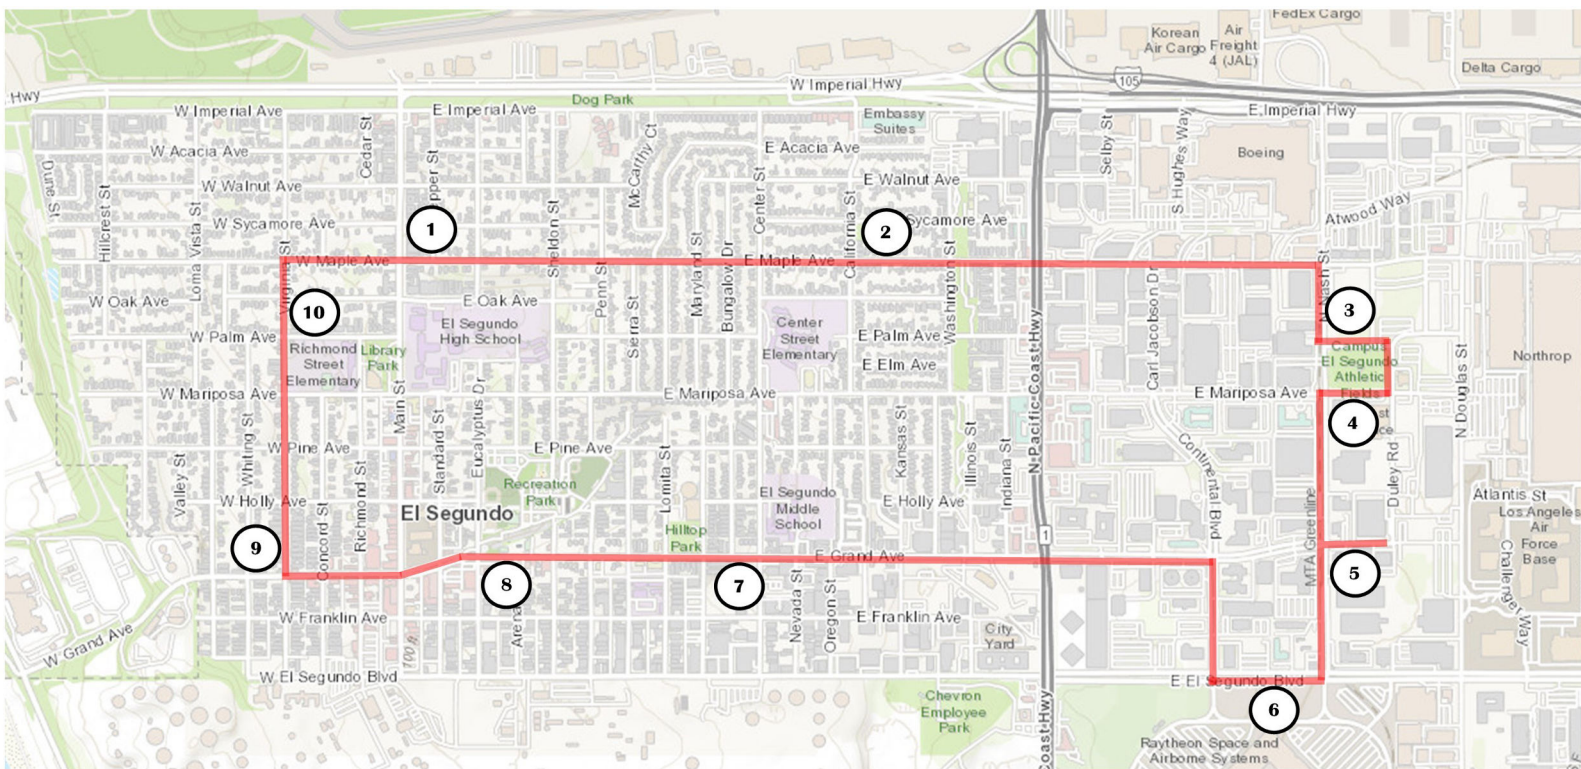 FedEx Cargo
Korean
Air Cargo
Air
Freight
4 (JAL)
Delta Cargo
105
W Imperial Hwy
Hwy
Dog Park
W Imperial Ave
E Imperial Ave
E Imperial Hwy
Embassy
Suites
Cedar St
McCarthy Ct
Selby St
S Hughes Way
Boeing
W Acacia Ave
E Acacia Ave
W Walnut Ave
E Walnut Ave
Hillcrest St
Loma Vista St
Center St
California St
1
2
W Sycamore Ave
Sycamore Ave
Atwood Way
Virginia St
Sheldon St
Maryland St
Bungalow Dr
Washington St
W Maple Ave
E Maple Ave
N Nash St
Penn St
Sierra St
Carl Jacobson Dr
W Oak Ave
E Oak Ave
10
3
W Palm Ave
El Segundo
High School
Center
Street
Elementary
E Palm Ave
E Elm Ave
Richmond
Street
Elementary
Library
Park
Campus
El Segundo
Athletic
Fields
Northrop
N Douglas St
W Mariposa Ave
E Mariposa Ave
E Mariposa Ave
N Pacific Coast Hwy
Main St
Standard St
Eucalyptus Dr
4
Whiting St
W Pine Ave
E Pine Ave
Kansas St
Illinois St
Indiana St
Continental Blvd
Duley Rd
Valley St
Richmond St
Lomita St
Recreation
Park
W Holly Ave
E Holly Ave
El Segundo
Middle
School
Atlantis St
Los Angeles
Air
Force
Base
El Segundo
Concord St
Hilltop
Park
1
MTA Greenline
Challenger Way
9
E Grand Ave
8
7
5
Nevada St
Oregon St
W Franklin Ave
E Franklin Ave
City
Yard
W Grand Ave
100 ft
W El Segundo Blvd
E El Segundo Blvd
Chevron
Employee
Park
6
Coast Hwy
Raytheon Space and
Airborne Systems